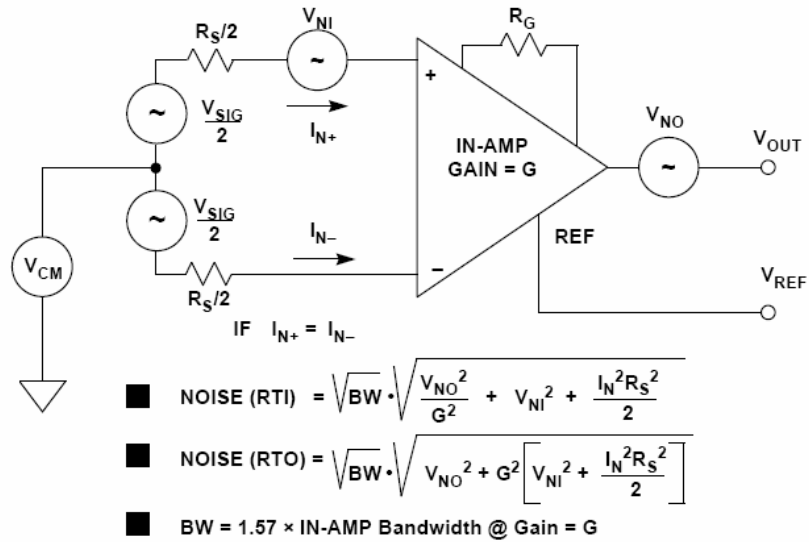 V_NI
R_G
R_S/2
+
~
~
V_SIG
2
I_N+
IN-AMP
GAIN = G
V_NO
~
V_OUT
~
V_SIG
2
I_N–
REF
V_CM
R_S/2
–
V_REF
IF I_N+ = I_N–
■ NOISE (RTI) = √BW • √(V_NO²/G² + V_NI² + I_N²R_S²/2)
■ NOISE (RTO) = √BW • √(V_NO² + G²[V_NI² + I_N²R_S²/2])
■ BW = 1.57 × IN-AMP Bandwidth @ Gain = G